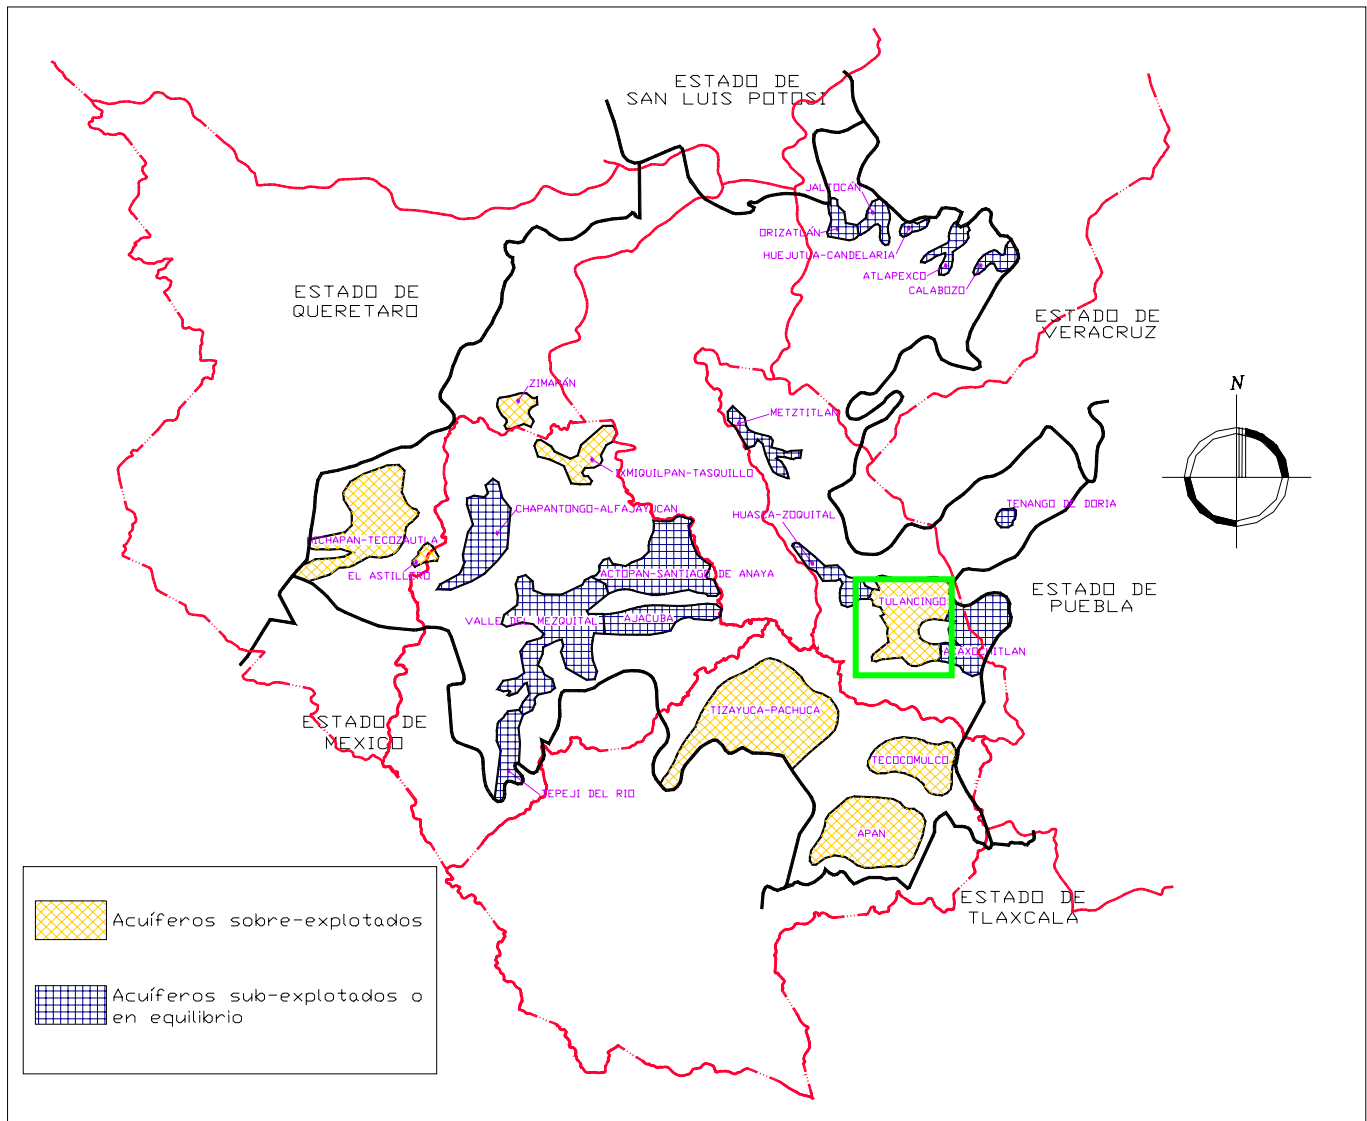 ESTADO DE
SAN LUIS POTOSI
JALTOCAN
ORIZATLAN
HUEJUTLA-CANDELARIA
ATLAPEXCO
CALABOZO
ESTADO DE
QUERETARO
ESTADO DE
VERACRUZ
N
ZIMAPAN
METZTITLAN
IXMIQUILPAN-TASQUILLO
CHAPANTONGO-ALFAJAYUCAN
HUASCA-ZOQUITAL
TENANGO DE DORIA
HICHAPAN-TECOZAUTLA
EL ASTILLERO
ACTOPAN-SANTIAGO DE ANAYA
ESTADO DE
PUEBLA
TULANCINGO
VALLE DEL MEZQUITAL
AJACUBA
ACAXOCHITLAN
TIZAYUCA-PACHUCA
ESTADO DE
MEXICO
TECOCOMULCO
TEPEJI DEL RIO
APAN
ESTADO DE
TLAXCALA
Acuíferos sobre-explotados
Acuíferos sub-explotados o
en equilibrio